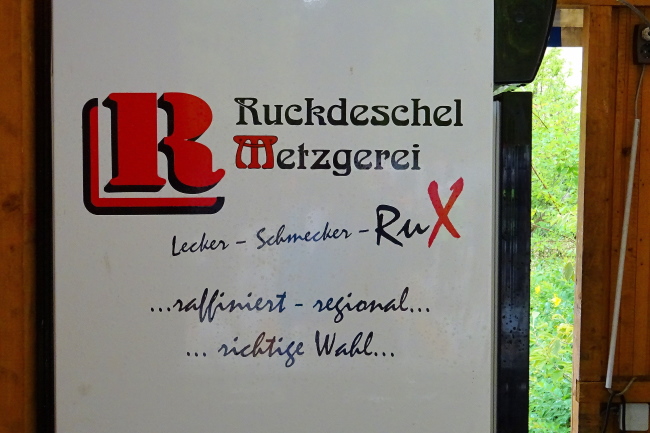 R Ruckdeschel
Metzgerei
Lecker - Schmecker - RuX
...raffiniert - regional...
... richtige Wahl...